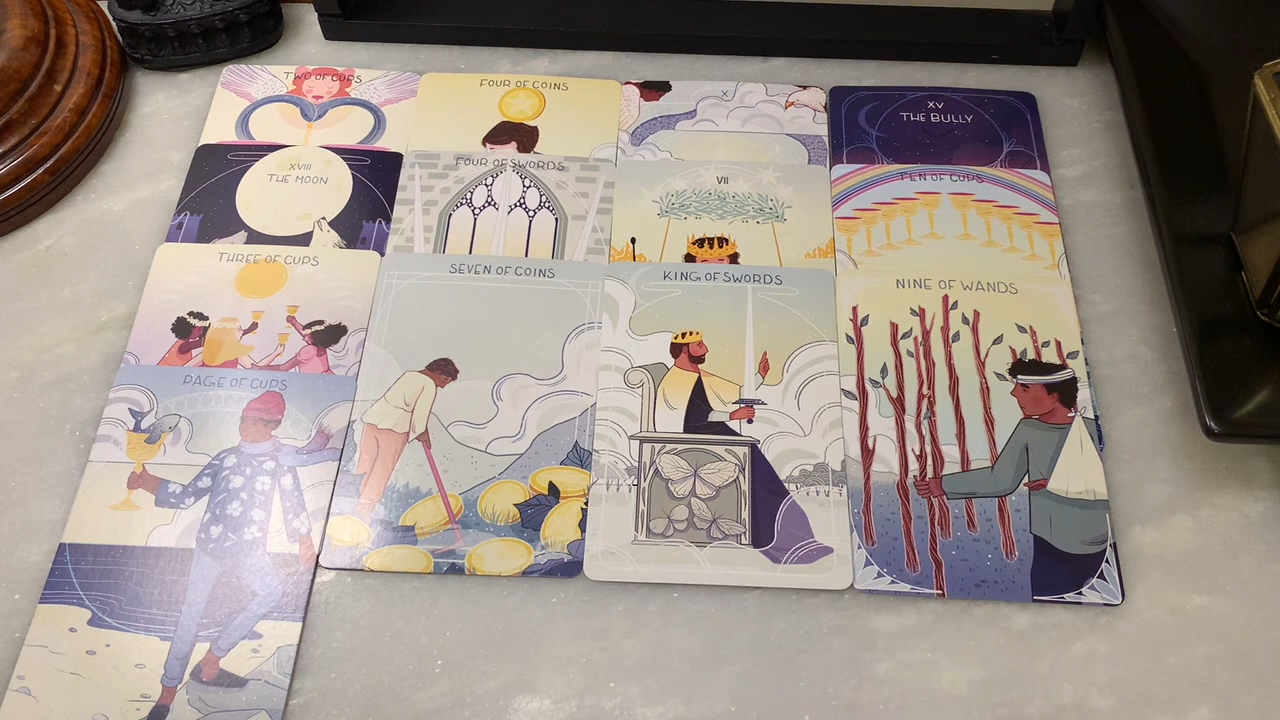 TWO OF CUPS
FOUR OF COINS
X
XV
THE BULLY
XVIII
THE MOON
FOUR OF SWORDS
VII
TEN OF CUPS
THREE OF CUPS
SEVEN OF COINS
KING OF SWORDS
NINE OF WANDS
PAGE OF CUPS